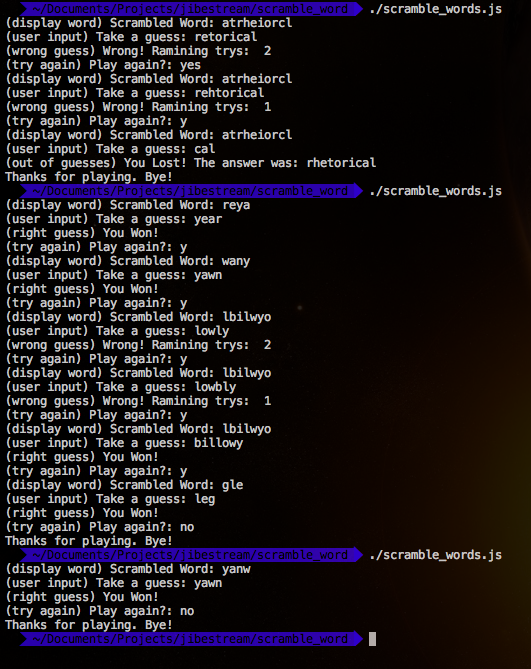 ~/Documents/Projects/jibestream/scramble_word ./scramble_words.js
(display word) Scrambled Word: atrheiorcl
(user input) Take a guess: retorical
(wrong guess) Wrong! Ramining trys:  2
(try again) Play again?: yes
(display word) Scrambled Word: atrheiorcl
(user input) Take a guess: rehtorical
(wrong guess) Wrong! Ramining trys:  1
(try again) Play again?: y
(display word) Scrambled Word: atrheiorcl
(user input) Take a guess: cal
(out of guesses) You Lost! The answer was: rhetorical
Thanks for playing. Bye!
~/Documents/Projects/jibestream/scramble_word ./scramble_words.js
(display word) Scrambled Word: reya
(user input) Take a guess: year
(right guess) You Won!
(try again) Play again?: y
(display word) Scrambled Word: wany
(user input) Take a guess: yawn
(right guess) You Won!
(try again) Play again?: y
(display word) Scrambled Word: lbilwyo
(user input) Take a guess: lowly
(wrong guess) Wrong! Ramining trys:  2
(try again) Play again?: y
(display word) Scrambled Word: lbilwyo
(user input) Take a guess: lowbly
(wrong guess) Wrong! Ramining trys:  1
(try again) Play again?: y
(display word) Scrambled Word: lbilwyo
(user input) Take a guess: billowy
(right guess) You Won!
(try again) Play again?: y
(display word) Scrambled Word: gle
(user input) Take a guess: leg
(right guess) You Won!
(try again) Play again?: no
Thanks for playing. Bye!
~/Documents/Projects/jibestream/scramble_word ./scramble_words.js
(display word) Scrambled Word: yanw
(user input) Take a guess: yawn
(right guess) You Won!
(try again) Play again?: no
Thanks for playing. Bye!
~/Documents/Projects/jibestream/scramble_word